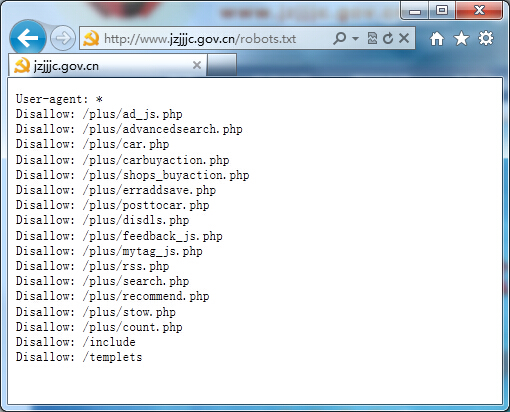 http://www.jzjjjc.gov.cn/robots.txt
jzjjjc.gov.cn
User-agent: *
Disallow: /plus/ad_js.php
Disallow: /plus/advancedsearch.php
Disallow: /plus/car.php
Disallow: /plus/carbuyaction.php
Disallow: /plus/shops_buyaction.php
Disallow: /plus/erraddsave.php
Disallow: /plus/posttocar.php
Disallow: /plus/disdls.php
Disallow: /plus/feedback_js.php
Disallow: /plus/mytag_js.php
Disallow: /plus/rss.php
Disallow: /plus/search.php
Disallow: /plus/recommend.php
Disallow: /plus/stow.php
Disallow: /plus/count.php
Disallow: /include
Disallow: /templets